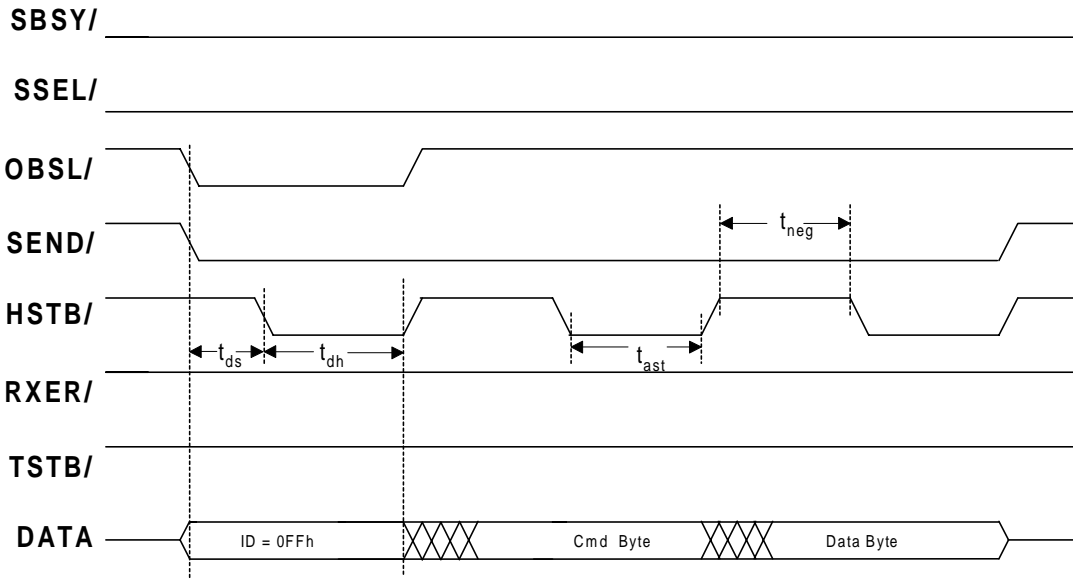 SBSY/
SSEL/
OBSL/
SEND/
t_neg
HSTB/
t_ds t_dh t_ast
RXER/
TSTB/
DATA ID = 0FFh Cmd Byte Data Byte